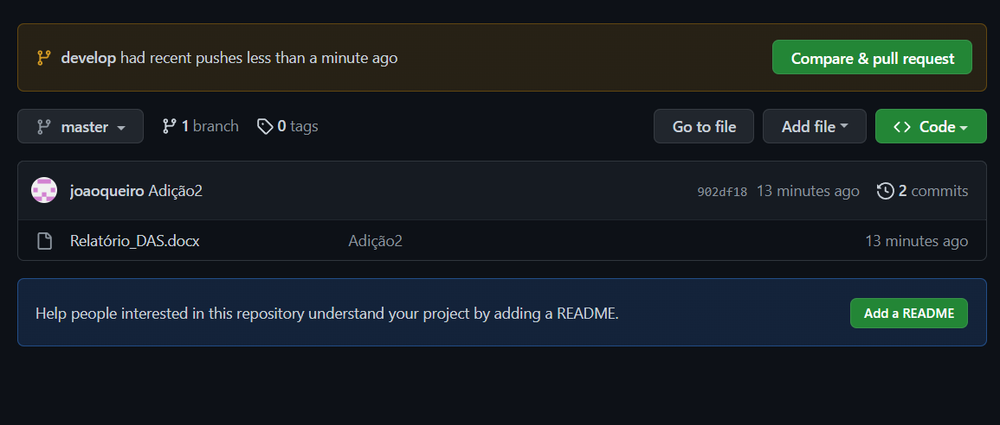 develop had recent pushes less than a minute ago
Compare & pull request
master
1 branch
0 tags
Go to file
Add file
Code
joaoqueiro Adição2
902df18 13 minutes ago
2 commits
Relatório_DAS.docx
Adição2
13 minutes ago
Help people interested in this repository understand your project by adding a README.
Add a README